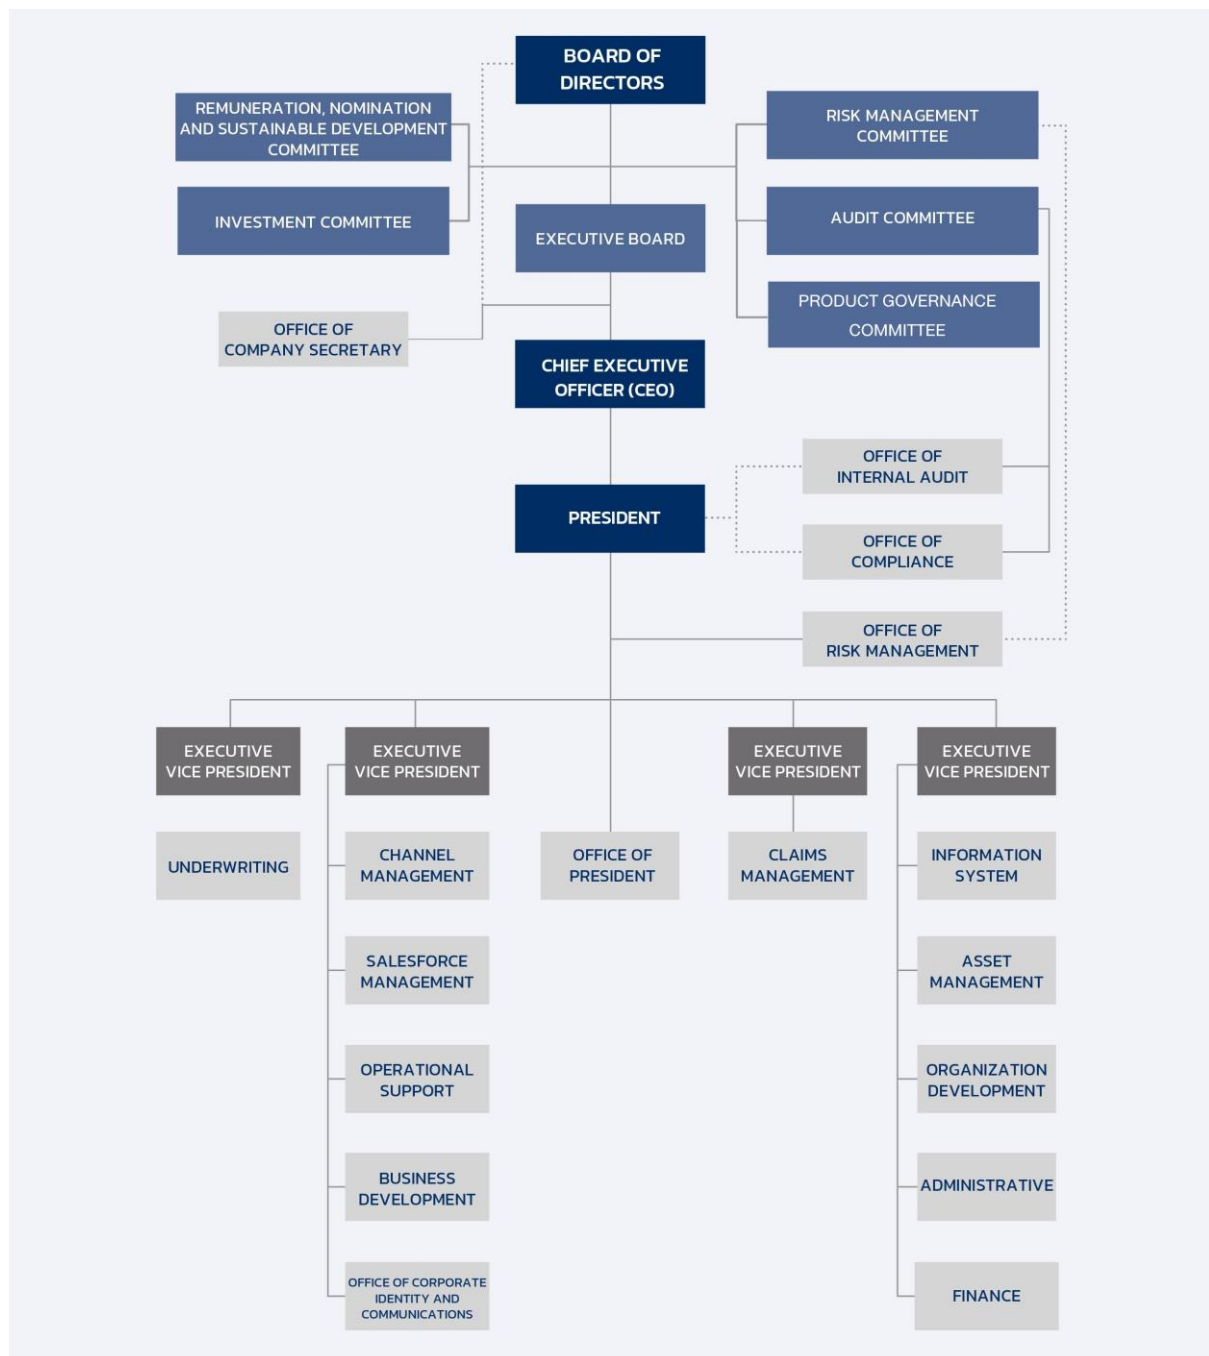 BOARD OF
DIRECTORS
REMUNERATION, NOMINATION
AND SUSTAINABLE DEVELOPMENT
COMMITTEE
RISK MANAGEMENT
COMMITTEE
INVESTMENT COMMITTEE
AUDIT COMMITTEE
EXECUTIVE BOARD
PRODUCT GOVERNANCE
COMMITTEE
OFFICE OF
COMPANY SECRETARY
CHIEF EXECUTIVE
OFFICER (CEO)
OFFICE OF
INTERNAL AUDIT
PRESIDENT
OFFICE OF
COMPLIANCE
OFFICE OF
RISK MANAGEMENT
EXECUTIVE
VICE PRESIDENT
EXECUTIVE
VICE PRESIDENT
EXECUTIVE
VICE PRESIDENT
EXECUTIVE
VICE PRESIDENT
UNDERWRITING
CHANNEL
MANAGEMENT
OFFICE OF
PRESIDENT
CLAIMS
MANAGEMENT
INFORMATION
SYSTEM
SALESFORCE
MANAGEMENT
ASSET
MANAGEMENT
OPERATIONAL
SUPPORT
ORGANIZATION
DEVELOPMENT
BUSINESS
DEVELOPMENT
ADMINISTRATIVE
OFFICE OF CORPORATE
IDENTITY AND
COMMUNICATIONS
FINANCE